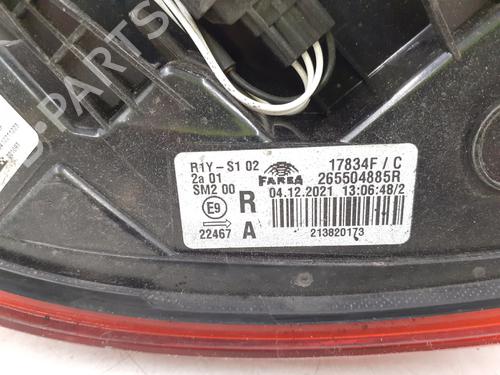 R1Y-S1 02
2a 01
SM2 00
E9
22467
R
A
FARBA
17834F / C
265504885R
04.12.2021 13:06:48/2
213820173